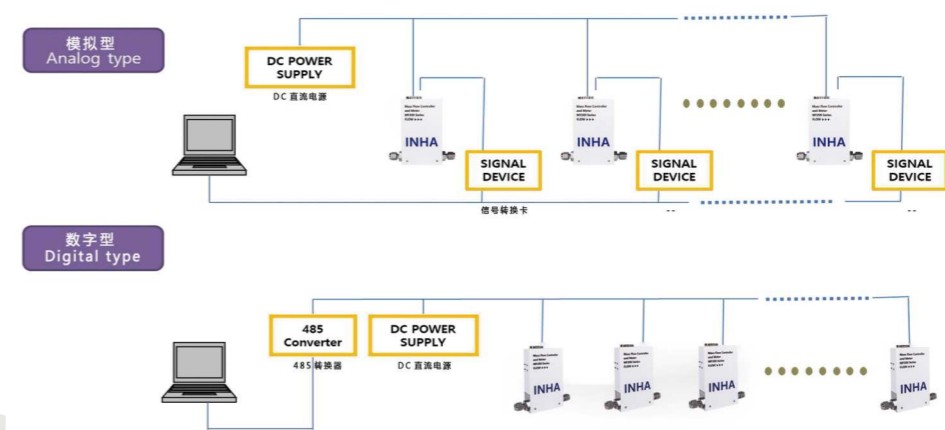 模拟型
Analog type
DC POWER
SUPPLY
DC 直流电源
INHA
INHA
INHA
SIGNAL
DEVICE
SIGNAL
DEVICE
SIGNAL
DEVICE
信号转换卡
--
--
数字型
Digital type
485
Converter
485 转换器
DC POWER
SUPPLY
DC 直流电源
INHA
INHA
INHA
INHA